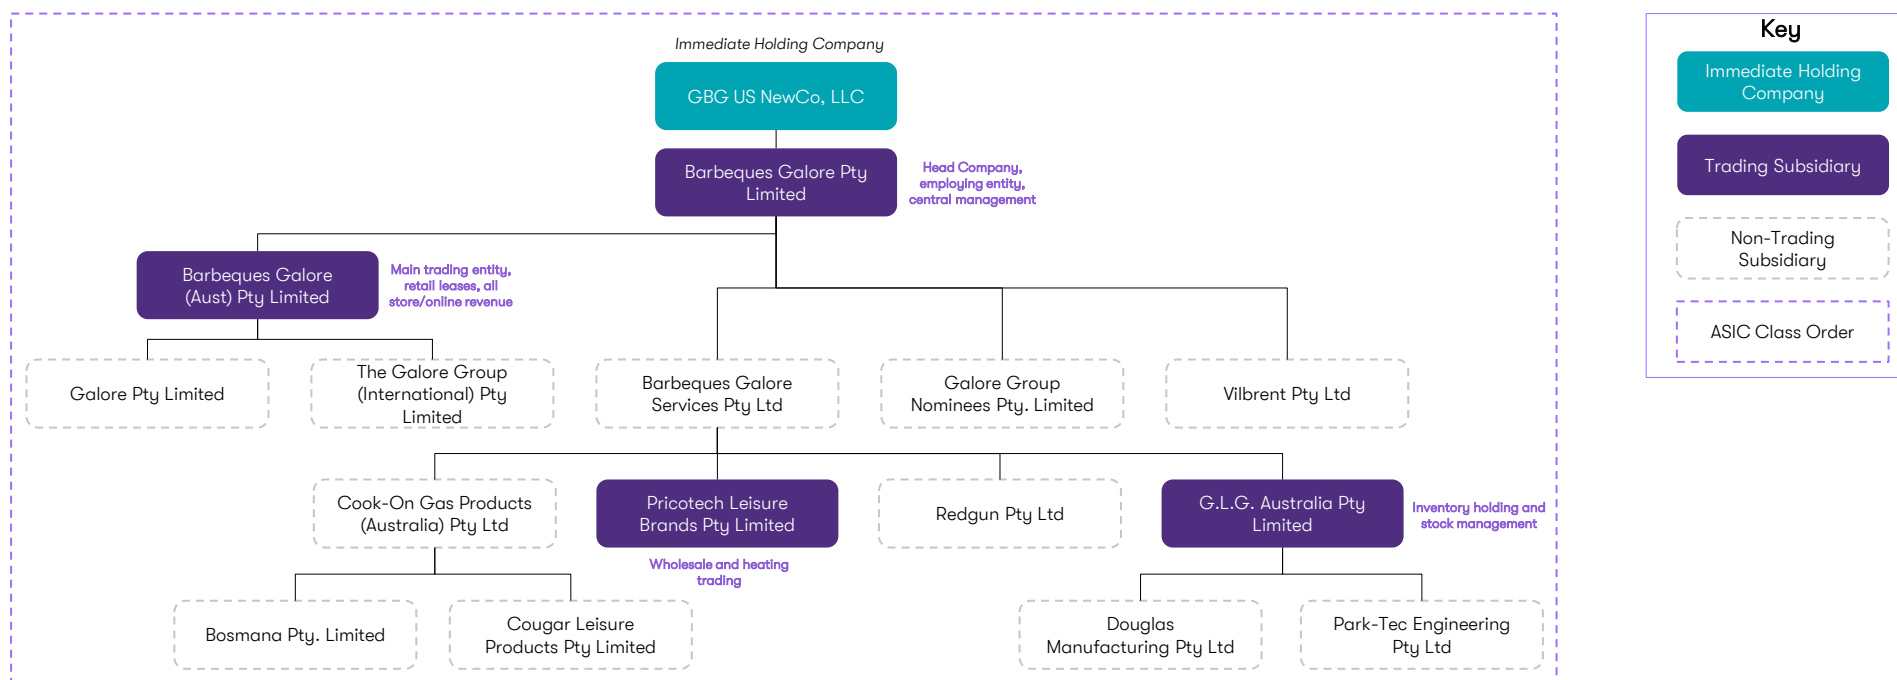 Immediate Holding Company
GBG US NewCo, LLC
Barbeques Galore Pty
Limited
Head Company,
employing entity,
central management
Barbeques Galore
(Aust) Pty Limited
Main trading entity,
retail leases, all
store/online revenue
Galore Pty Limited
The Galore Group
(International) Pty
Limited
Barbeques Galore
Services Pty Ltd
Galore Group
Nominees Pty. Limited
Vilbrent Pty Ltd
Cook-On Gas Products
(Australia) Pty Ltd
Pricotech Leisure
Brands Pty Limited
Wholesale and heating
trading
Redgun Pty Ltd
G.L.G. Australia Pty
Limited
Inventory holding and
stock management
Bosmana Pty. Limited
Cougar Leisure
Products Pty Limited
Douglas
Manufacturing Pty Ltd
Park-Tec Engineering
Pty Ltd
Key
Immediate Holding
Company
Trading Subsidiary
Non-Trading
Subsidiary
ASIC Class Order